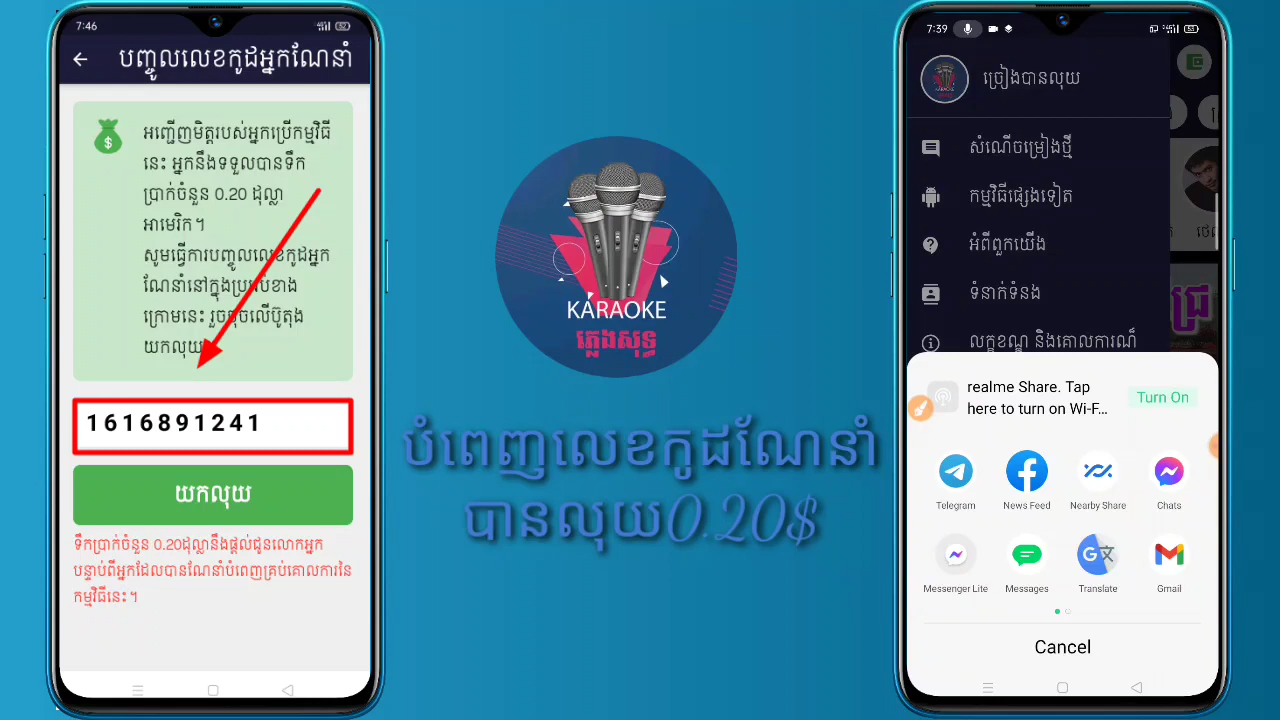 7:46
បញ្ចូលលេខកូដអ្នកណែនាំ
អញ្ជើញមិត្តរបស់អ្នកប្រើកម្មវិធី
នេះ អ្នកនឹងទទួលបានទឹក
ប្រាក់ចំនួន 0.20 ដុល្លា
អាមេរិក។
សូមធ្វើការបញ្ចូលលេខកូដអ្នក
ណែនាំនៅក្នុងប្រអប់ខាង
ក្រោមនេះ រួចចុចលើប៊ូតុង
យកលុយ
1616891241
យកលុយ
ទឹកប្រាក់ចំនួន 0.20ដុល្លានឹងផ្តល់ជូនលោកអ្នក
បន្ទាប់ពីអ្នកដែលបានណែនាំបំពេញគ្រប់គោលការនៃ
កម្មវិធីនេះ។
KARAOKE
ភ្លេងសុទ្ធ
បំពេញលេខកូដណែនាំ
បានលុយ0.20$
7:39
ច្រៀងបានលុយ
សំណើចម្រៀងថ្មី
កម្មវិធីផ្សេងទៀត
អំពីពួកយើង
ទំនាក់ទំនង
លក្ខខណ្ឌ និងគោលការណ៍
realme Share. Tap
here to turn on Wi-F...
Turn On
Telegram
News Feed
Nearby Share
Chats
Messenger Lite
Messages
Translate
Gmail
Cancel